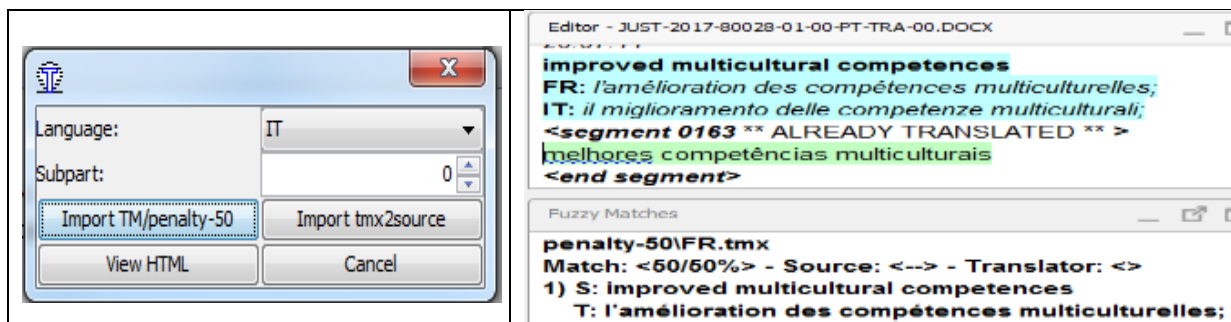 Language:
IT
Subpart:
0
Import TM/penalty-50
Import tmx2source
View HTML
Cancel
Editor - JUST-2017-80028-01-00-PT-TRA-00.DOCX
improved multicultural competences
FR: l'amélioration des compétences multiculturelles;
IT: il miglioramento delle competenze multiculturali;
<segment 0163 ** ALREADY TRANSLATED ** >
melhores competências multiculturais
<end segment>
Fuzzy Matches
penalty-50\FR.tmx
Match: <50/50%> - Source: <--> - Translator: <>
1) S: improved multicultural competences
T: l'amélioration des compétences multiculturelles;